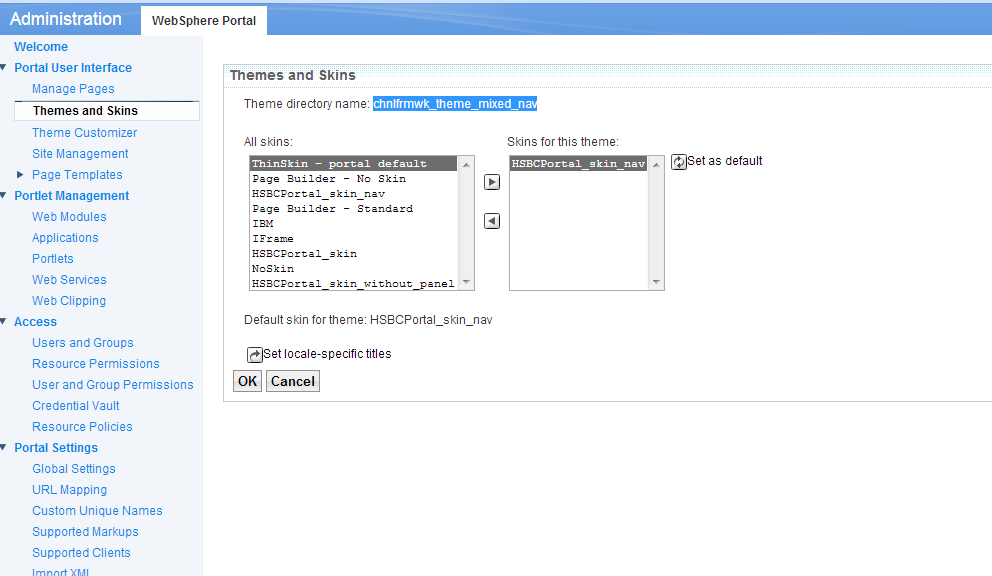 Administration
WebSphere Portal
Welcome
Portal User Interface
Manage Pages
Themes and Skins
Theme Customizer
Site Management
Page Templates
Portlet Management
Web Modules
Applications
Portlets
Web Services
Web Clipping
Access
Users and Groups
Resource Permissions
User and Group Permissions
Credential Vault
Resource Policies
Portal Settings
Global Settings
URL Mapping
Custom Unique Names
Supported Markups
Supported Clients
Import XML
Themes and Skins
Theme directory name: chnlfrmwk_theme_mixed_nav
All skins:
ThinSkin - portal default
Page Builder - No Skin
HSBCPortal_skin_nav
Page Builder - Standard
IBM
IFrame
HSBCPortal_skin
NoSkin
HSBCPortal_skin_without_panel
Skins for this theme:
HSBCPortal_skin_nav
Set as default
Default skin for theme: HSBCPortal_skin_nav
Set locale-specific titles
OK Cancel